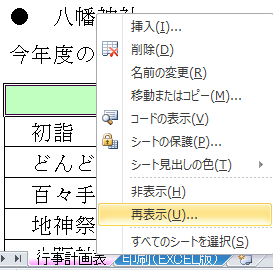 ● 八幡神社
今年度の
初詣
どんど
百々手
地神祭
挿入(I)...
削除(D)
名前の変更(R)
移動またはコピー(M)...
コードの表示(V)
シートの保護(P)...
シート見出しの色(T)
非表示(H)
再表示(U)...
すべてのシートを選択(S)
行事計画表
印刷(EXCEL版)